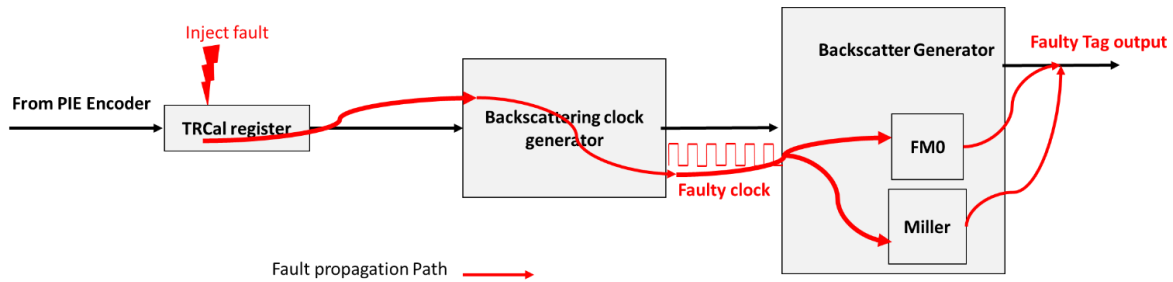 Inject fault
From PIE Encoder
TRCal register
Backscattering clock
generator
Faulty clock
Backscatter Generator
FM0
Miller
Faulty Tag output
Fault propagation Path